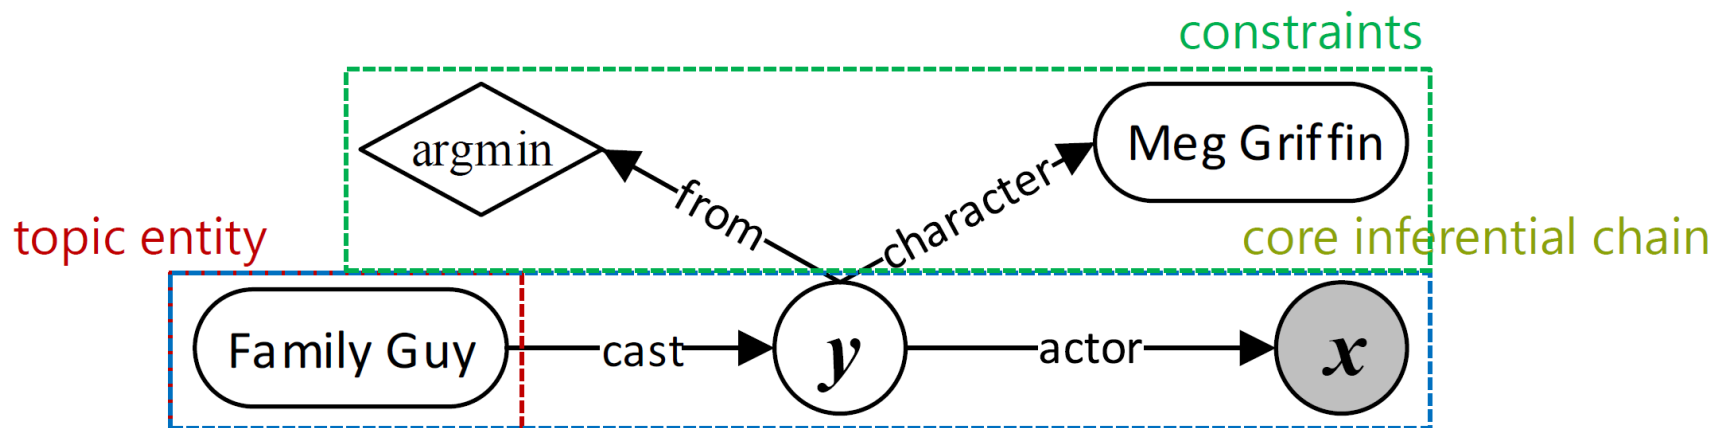 constraints
argmin
Meg Griffin
from
character
topic entity
core inferential chain
Family Guy
cast
y
actor
x